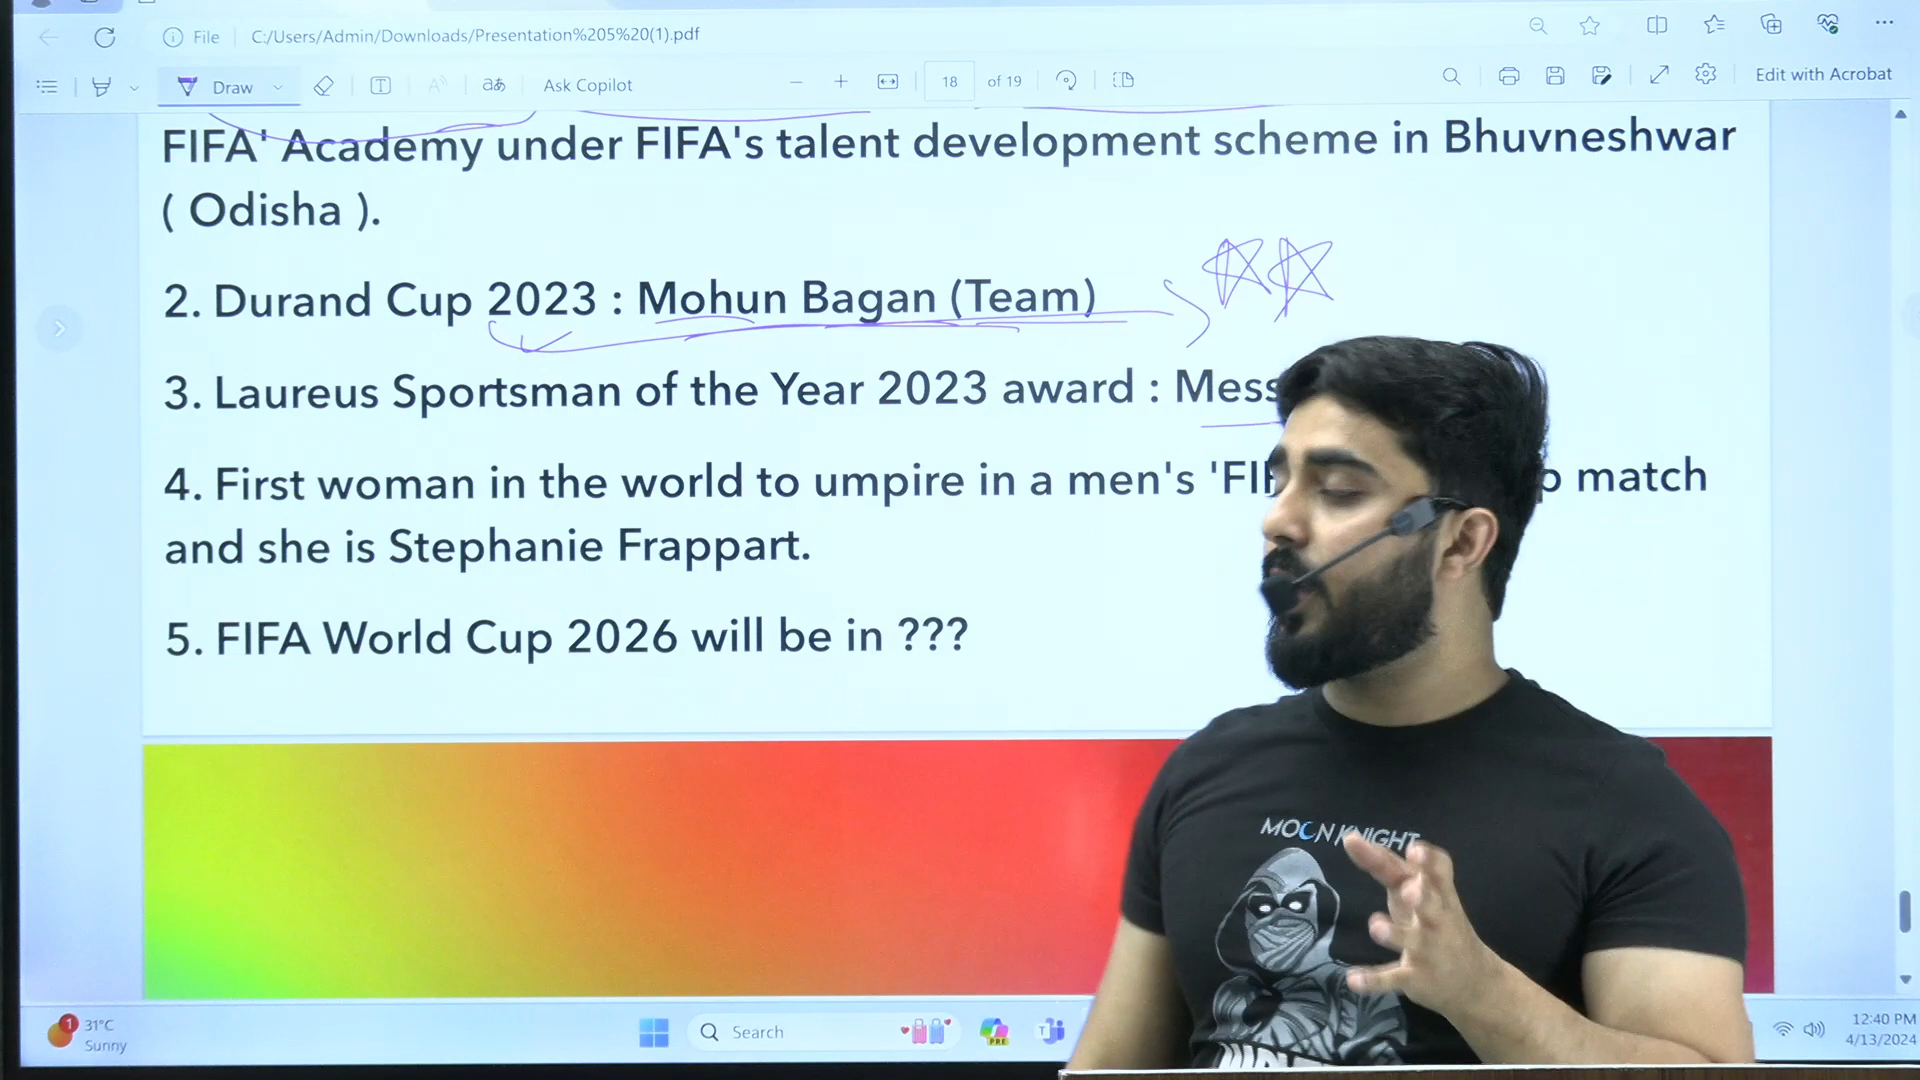 File C:/Users/Admin/Downloads/Presentation%205%20(1).pdf
Draw aあ Ask Copilot 18 of 19 Edit with Acrobat
FIFA' Academy under FIFA's talent development scheme in Bhuvneshwar
( Odisha ).
2. Durand Cup 2023 : Mohun Bagan (Team)
3. Laureus Sportsman of the Year 2023 award : Mess
4. First woman in the world to umpire in a men's 'FI match
and she is Stephanie Frappart.
5. FIFA World Cup 2026 will be in ???
MOON KNIGHT
1 31°C
Sunny
Search
PRE
12:40 PM
4/13/2024